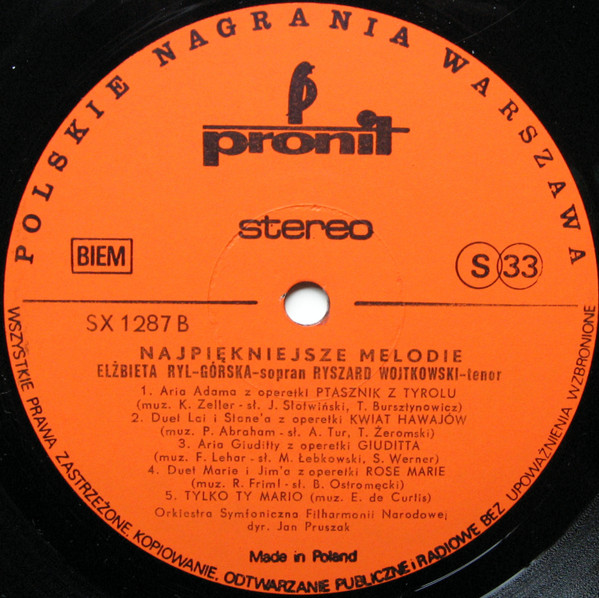 POLSKIE NAGRANIA WARSZAWA
pronit
stereo
BIEM
S 33
SX 1287 B
NAJPIĘKNIEJSZE MELODIE
ELŻBIETA RYL-GÓRSKA-sopran RYSZARD WOJTKOWSKI-tenor
1. Aria Adama z operetki PTASZNIK Z TYROLU
(muz. K. Zeller - sł. J. Słotwiński, T. Bursztynowicz)
2. Duet Lai i Stone'a z operetki KWIAT HAWAJÓW
(muz. P. Abraham - sł. A. Tur, T. Żeromski)
3. Aria Giuditty z operetki GIUDITTA
(muz. F. Lehar - sł. M. Łebkowski, S. Werner)
4. Duet Marie i Jim'a z operetki ROSE MARIE
(muz. R. Friml - sł. B. Ostromęcki)
5. TYLKO TY MARIO (muz. E. de Curtis)
Orkiestra Symfoniczna Filharmonii Narodowej
dyr. Jan Pruszak
Made in Poland
WSZYSTKIE PRAWA ZASTRZEŻONE. KOPIOWANIE, ODTWARZANIE PUBLICZNE i RADIOWE BEZ UPOWAŻNIENIA WZBRONIONE